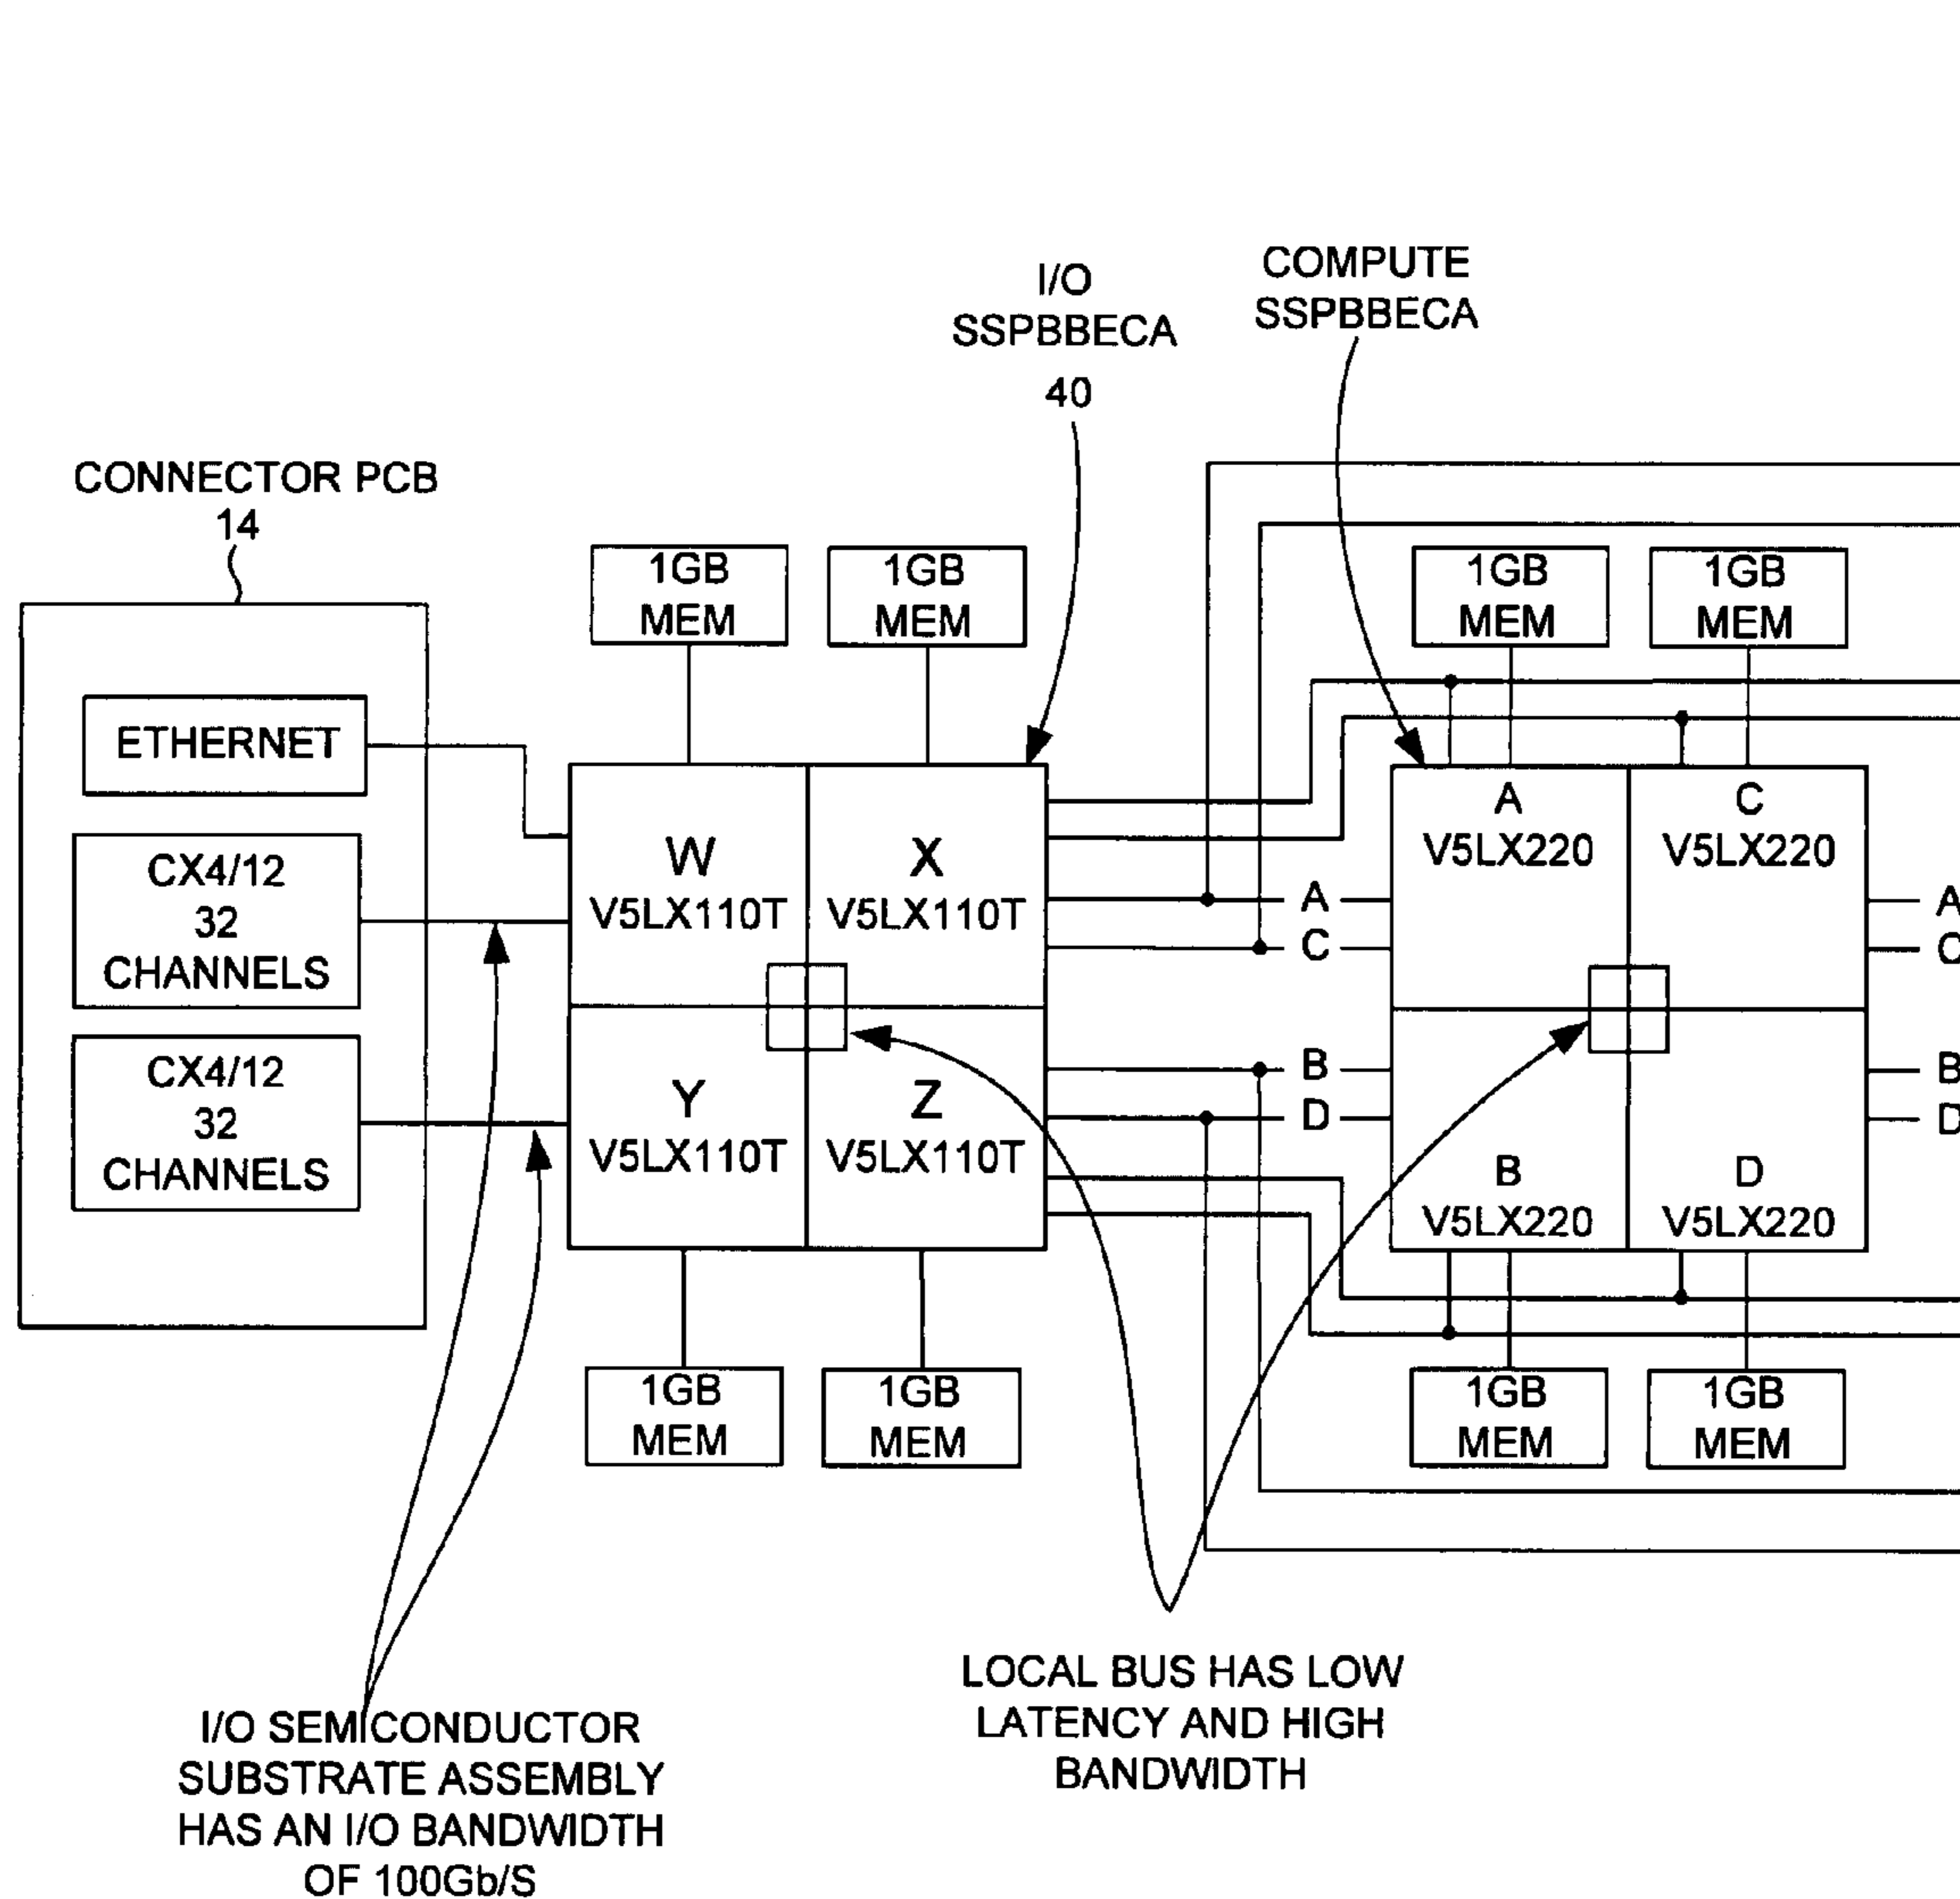 I/O
SSPBBECA
40
COMPUTE
SSPBBECA
CONNECTOR PCB
14
ETHERNET
CX4/12
32
CHANNELS
CX4/12
32
CHANNELS
1GB
MEM
1GB
MEM
W
V5LX110T
X
V5LX110T
Y
V5LX110T
Z
V5LX110T
1GB
MEM
1GB
MEM
A
C
B
D
1GB
MEM
1GB
MEM
A
V5LX220
C
V5LX220
B
V5LX220
D
V5LX220
1GB
MEM
1GB
MEM
A
C
B
D
I/O SEMICONDUCTOR
SUBSTRATE ASSEMBLY
HAS AN I/O BANDWIDTH
OF 100Gb/S
LOCAL BUS HAS LOW
LATENCY AND HIGH
BANDWIDTH